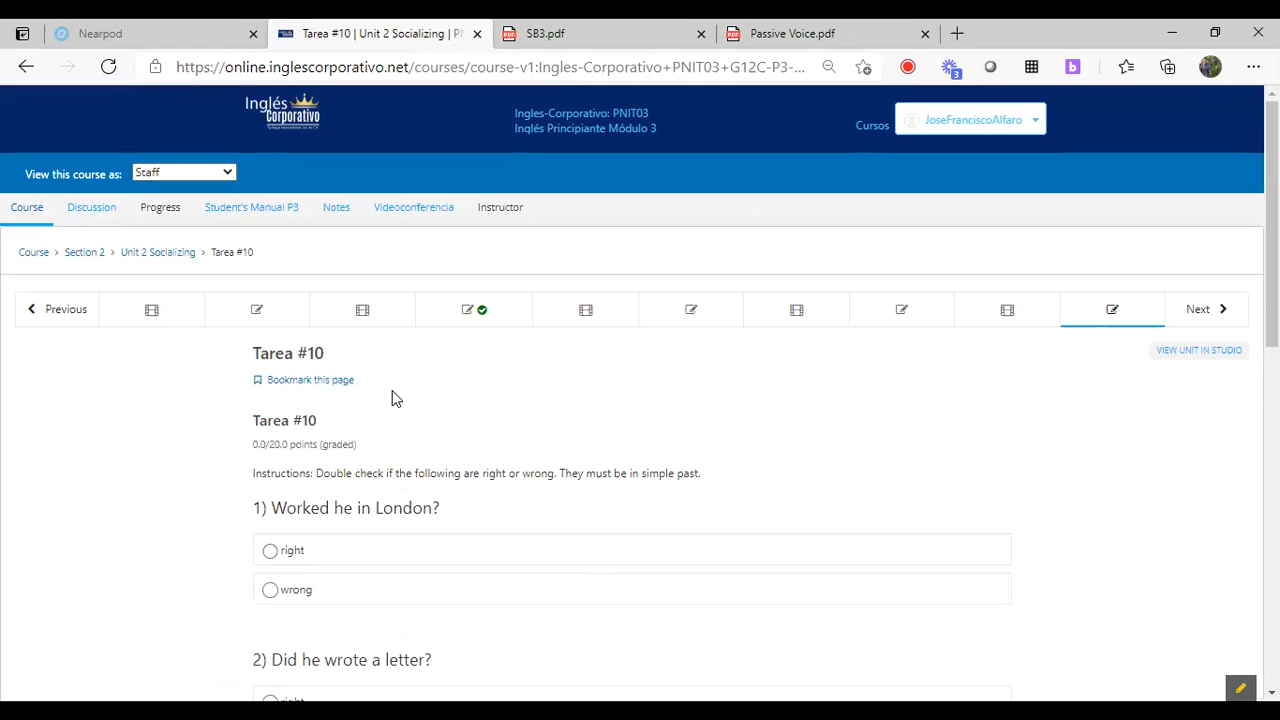 Nearpod
Tarea #10 | Unit 2 Socializing | PN
SB3.pdf
Passive Voice.pdf
https://online.inglescorporativo.net/courses/course-v1:Ingles-Corporativo+PNIT03+G12C-P3-...
3
Inglés
Corporativo
Ingles-Corporativo: PNIT03
Inglés Principiante Módulo 3
Cursos
JoseFranciscoAlfaro
View this course as:
Staff
Course
Discussion
Progress
Student's Manual P3
Notes
Videoconferencia
Instructor
Course > Section 2 > Unit 2 Socializing > Tarea #10
Previous
Next
Tarea #10
VIEW UNIT IN STUDIO
Bookmark this page
Tarea #10
0.0/20.0 points (graded)
Instructions: Double check if the following are right or wrong. They must be in simple past.
1) Worked he in London?
right
wrong
2) Did he wrote a letter?
right